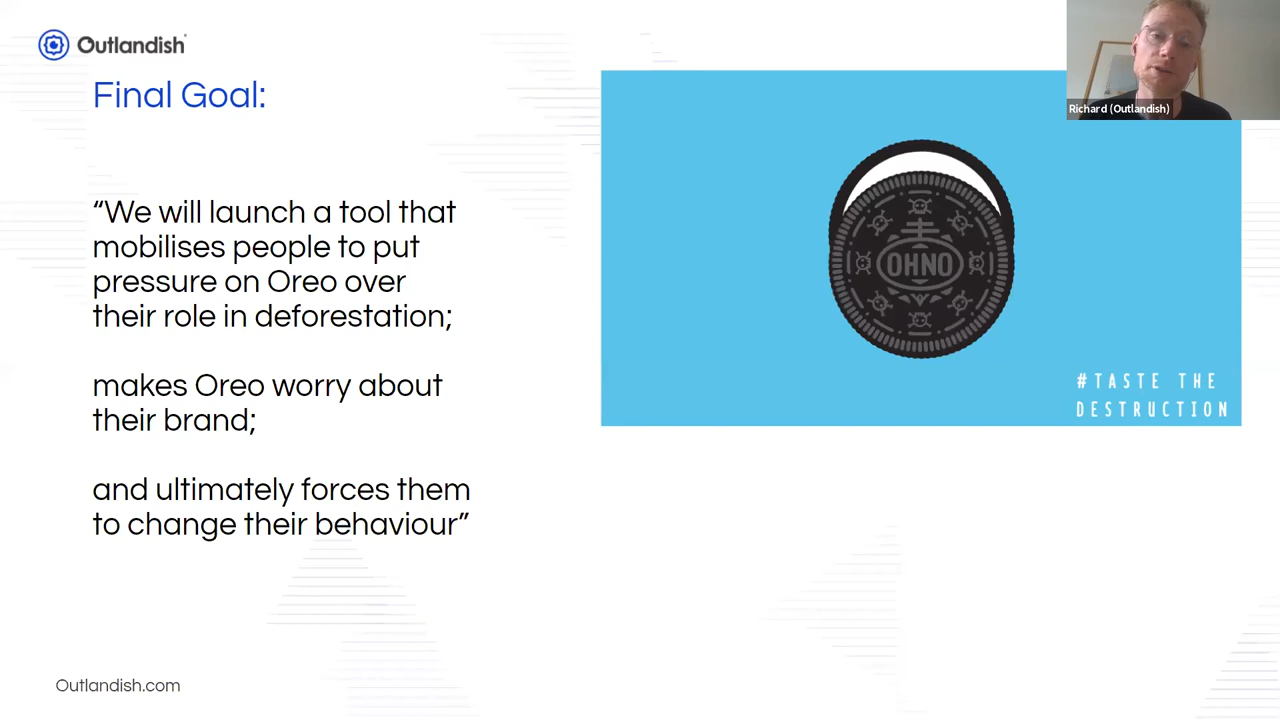 Outlandish
Final Goal:
“We will launch a tool that
mobilises people to put
pressure on Oreo over
their role in deforestation;
makes Oreo worry about
their brand;
and ultimately forces them
to change their behaviour”
OHNO
#TASTE THE
DESTRUCTION
Richard (Outlandish)
Outlandish.com